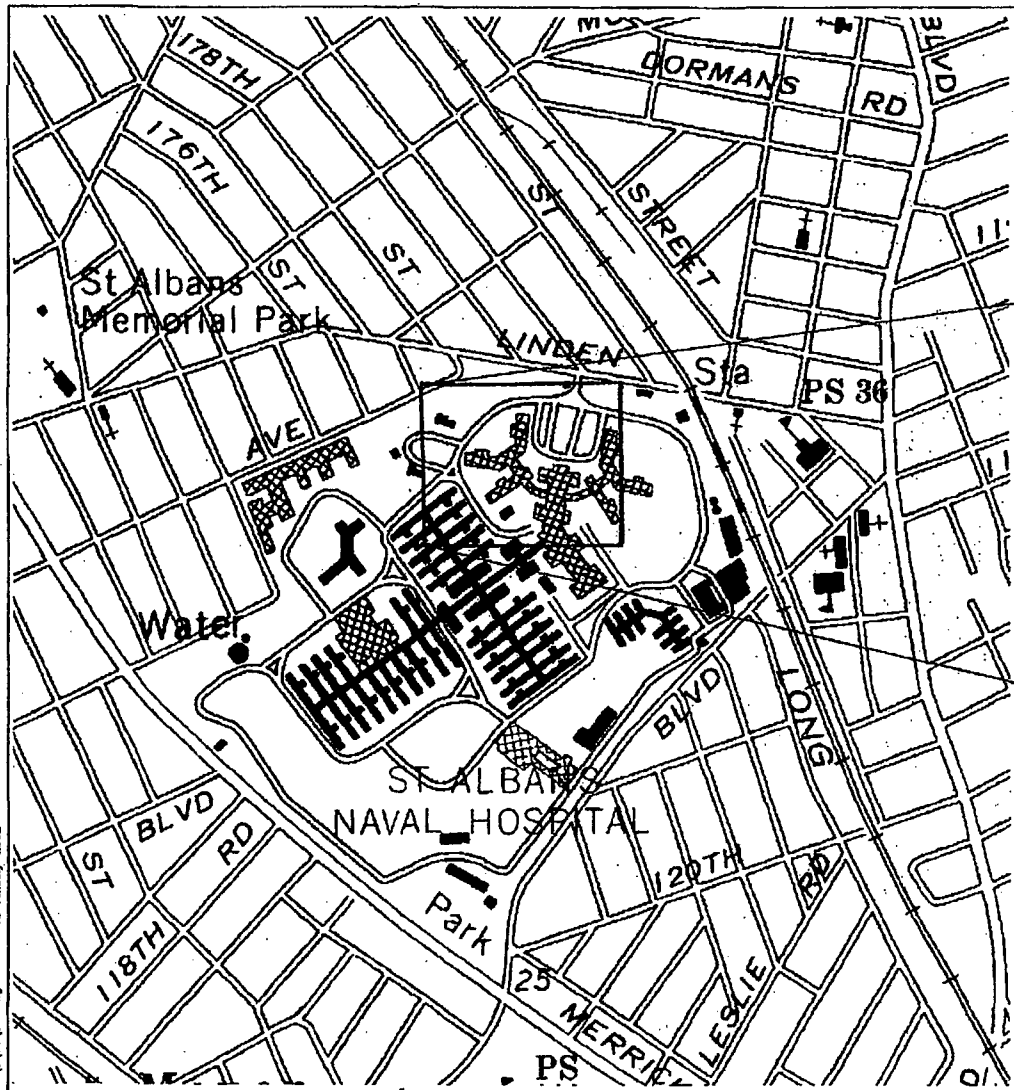 178TH
DORMANS
RD
BLVD
176TH
ST
STREET
ST
ST
St Albans
Memorial Park
LINDEN
Sta
PS 36
AVE
Water
LONG
BLVD
ST ALBANS
NAVAL HOSPITAL
BLVD
RD
ST
120TH
RD
118TH
Park
25
MERRICK
LESLIE
PS